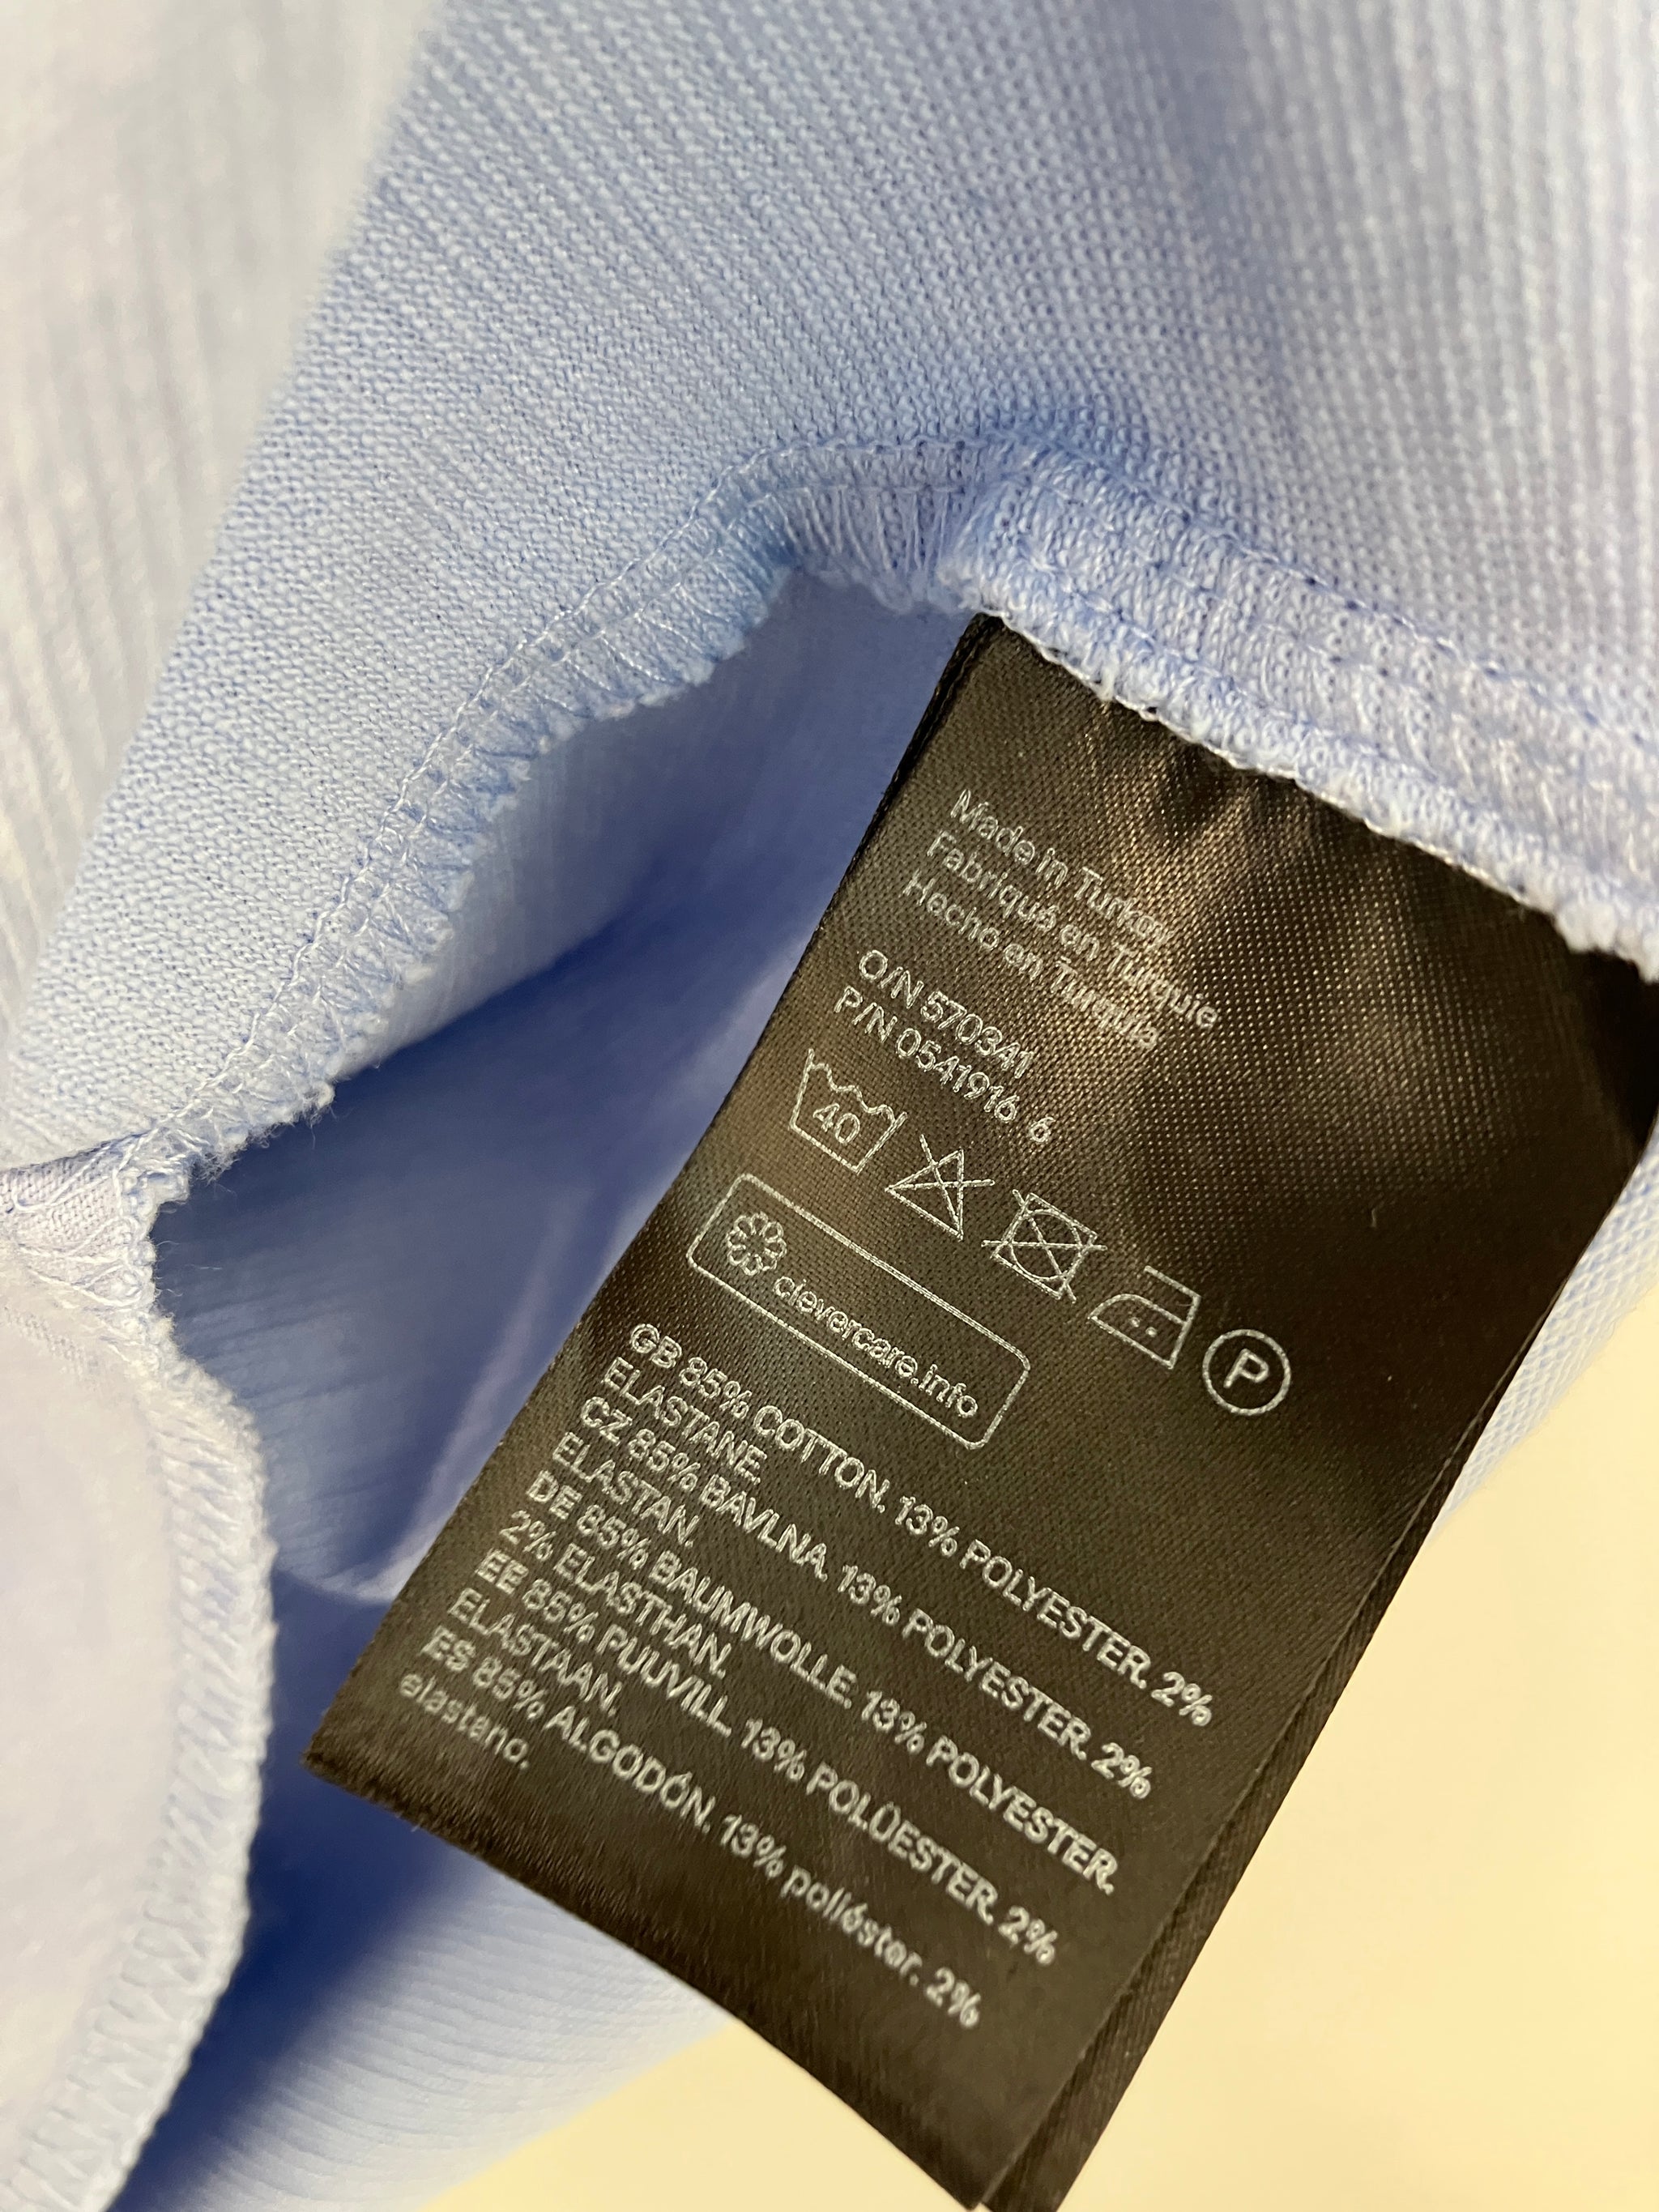 Made in Turkey
Fabriqué en Turquie
Hecho en Turquía
O/N 570341
P/N 0541916 6
40
P
clevercare.info
GB 85% COTTON. 13% POLYESTER. 2%
ELASTANE.
CZ 85% BAVLNA. 13% POLYESTER. 2%
ELASTAN.
DE 85% BAUMWOLLE. 13% POLYESTER.
2% ELASTHAN.
EE 85% PUUVILL. 13% POLÜESTER. 2%
ELASTAAN.
ES 85% ALGODÓN. 13% poliéster. 2%
elastano.